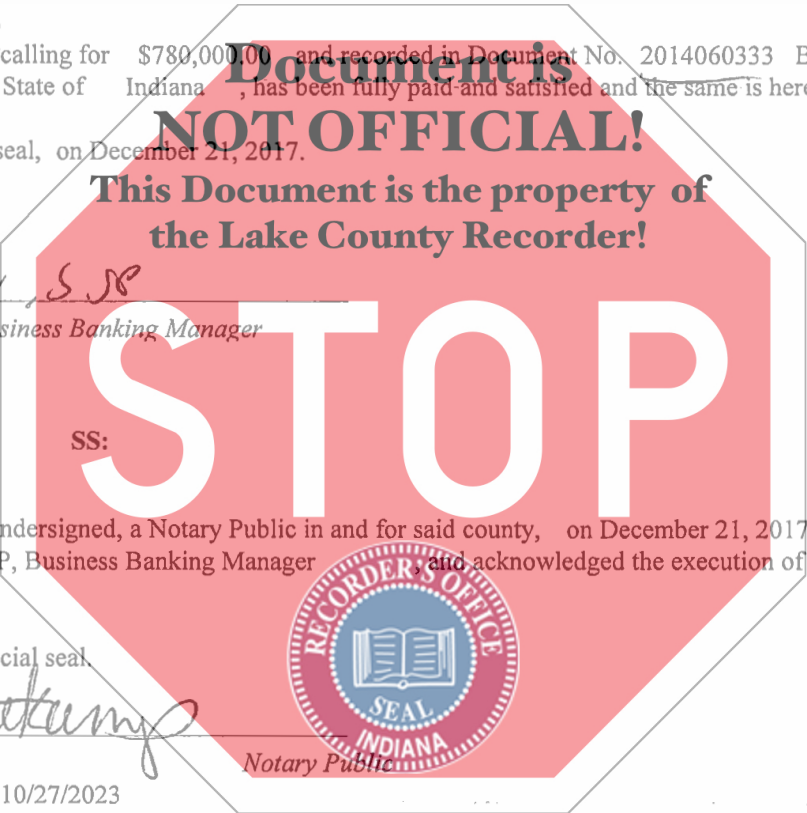 calling for $780,000.00 and recorded in Document No. 2014060333 B
Document is
State of Indiana , has been fully paid and satisfied and the same is here
NOT OFFICIAL!
seal, on December 21, 2017.
This Document is the property of
the Lake County Recorder!
siness Banking Manager
STOP
SS:
ndersigned, a Notary Public in and for said county, on December 21, 2017
P, Business Banking Manager , and acknowledged the execution of
RECORDER'S OFFICE
SEAL
INDIANA
cial seal.
Notary Public
10/27/2023